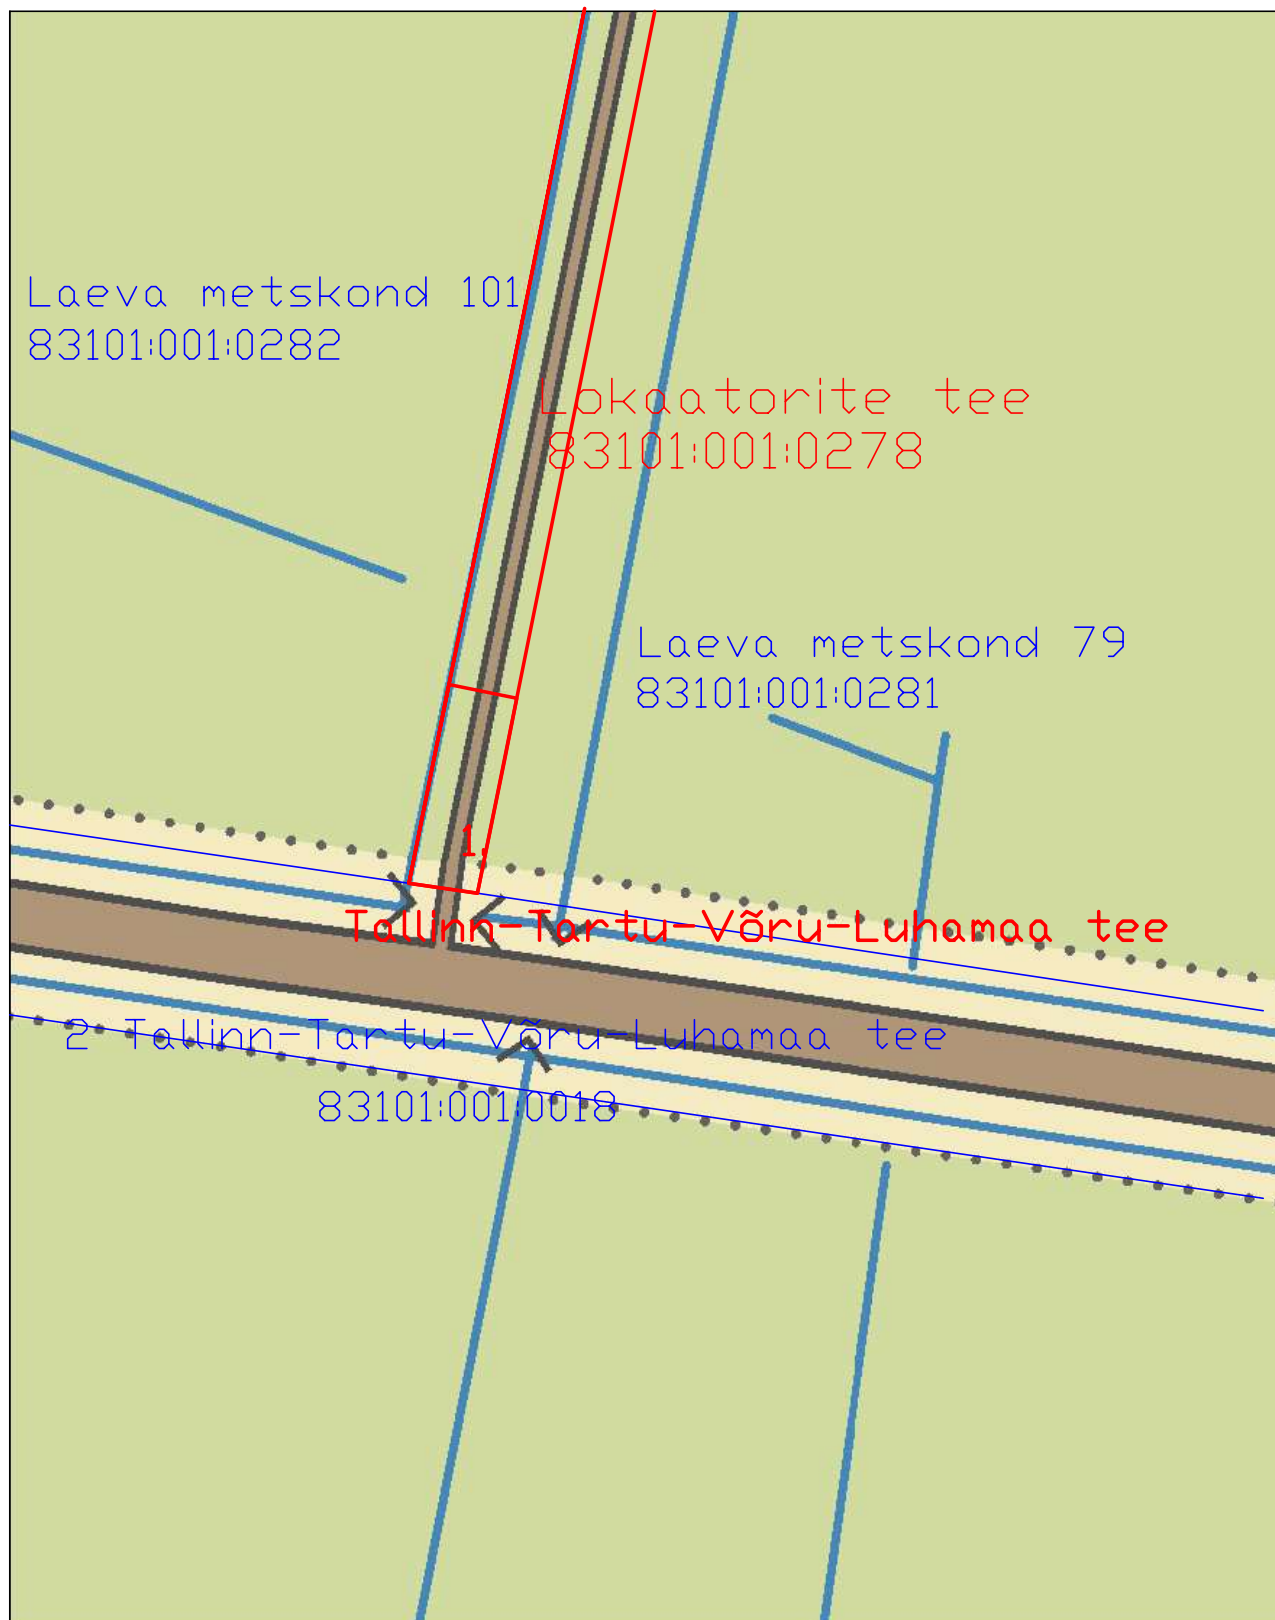 Laeva metskond 101
83101:001:0282
Lokaatorite tee
83101:001:0278
Laeva metskond 79
83101:001:0281
1.
Tallinn-Tartu-Võru-Luhamaa tee
2 Tallinn-Tartu-Võru-Luhamaa tee
83101:001:0018